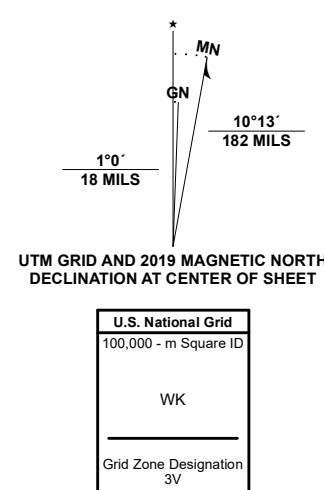 ★
MN
GN
10°13´
182 MILS
1°0´
18 MILS
UTM GRID AND 2019 MAGNETIC NORTH
DECLINATION AT CENTER OF SHEET
U.S. National Grid
100,000 - m Square ID
WK
Grid Zone Designation
3V